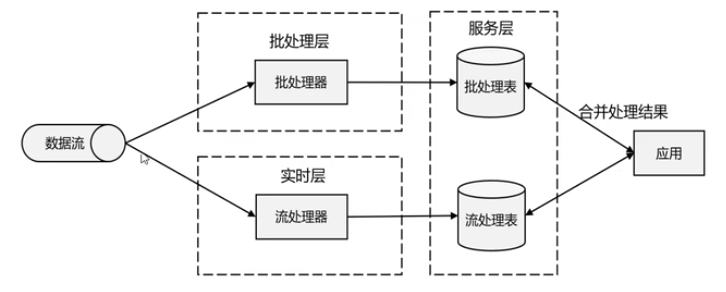 批处理层
批处理器
服务层
批处理表
合并处理结果
数据流
应用
实时层
流处理器
流处理表